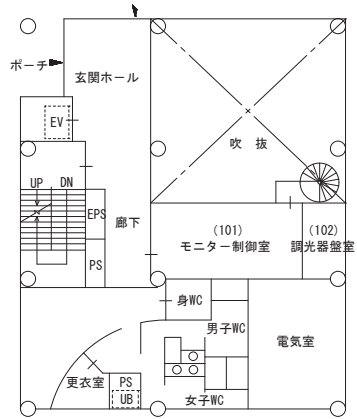 ポーチ
玄関ホール
EV
吹 抜
UP DN
EPS
廊下
(101)
モニター制御室
(102)
調光器盤室
PS
身WC
男子WC
電気室
更衣室
PS
UB
女子WC